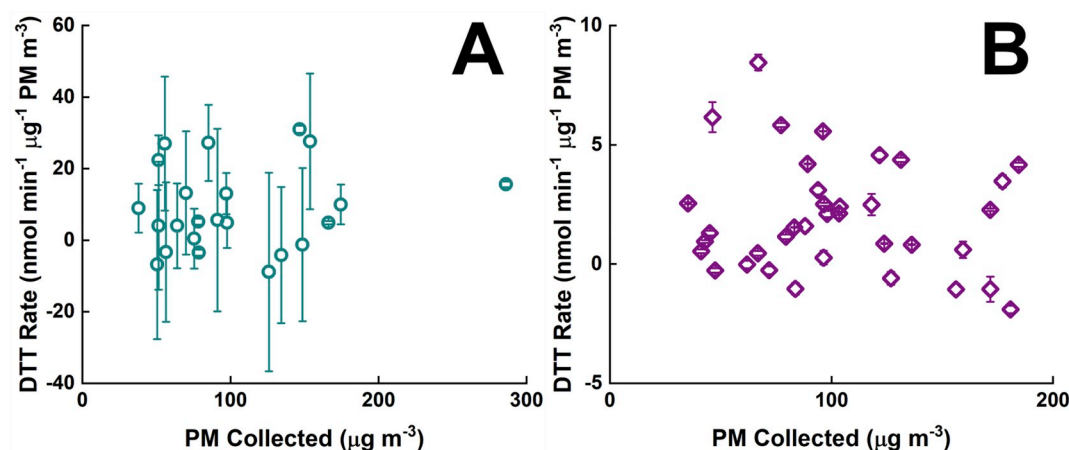 A
60
40
20
0
-20
-40
0
100
200
300
DTT Rate (nmol min⁻¹ μg⁻¹ PM m⁻³)
PM Collected (μg m⁻³)
B
10
5
0
-5
0
100
200
DTT Rate (nmol min⁻¹ μg⁻¹ PM m⁻³)
PM Collected (μg m⁻³)